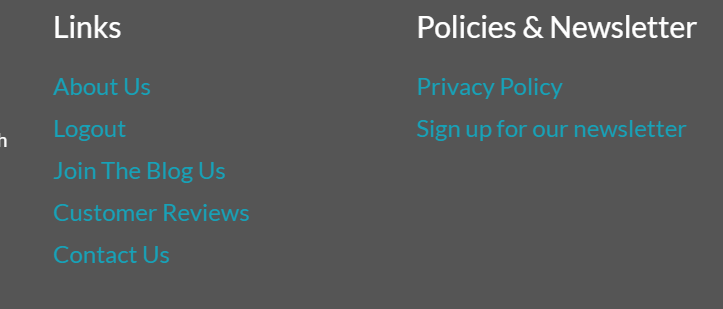 Links
About Us
Logout
Join The Blog Us
Customer Reviews
Contact Us
Policies & Newsletter
Privacy Policy
Sign up for our newsletter